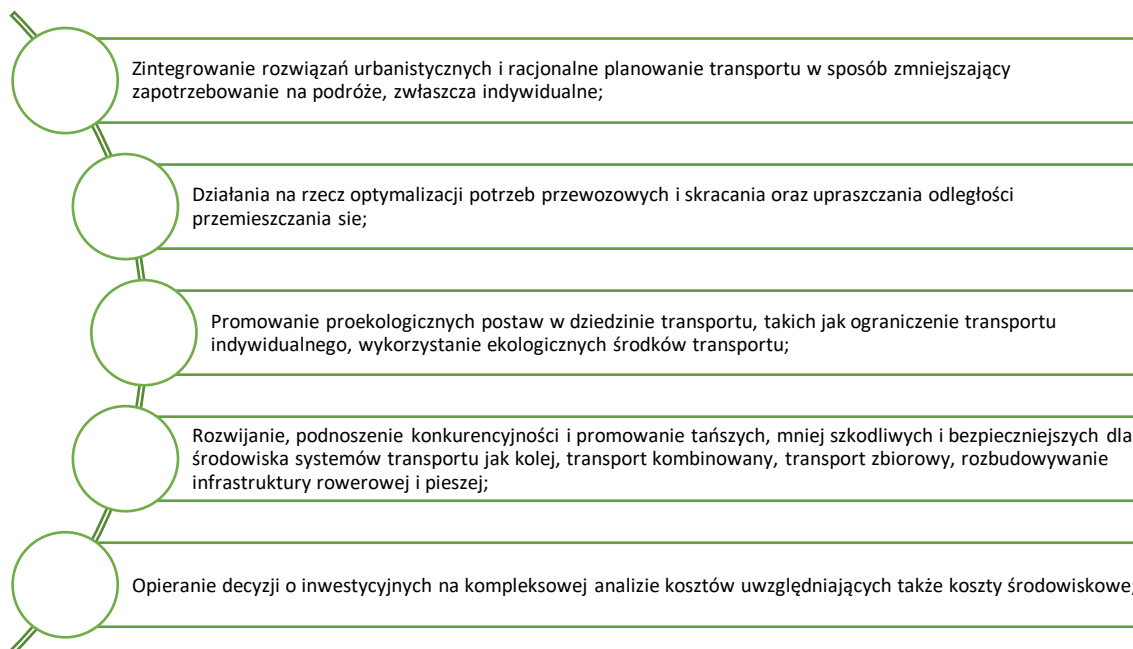 Zintegrowanie rozwiązań urbanistycznych i racjonalne planowanie transportu w sposób zmniejszający
zapotrzebowanie na podróże, zwłaszcza indywidualne;
Działania na rzecz optymalizacji potrzeb przewozowych i skracania oraz upraszczania odległości
przemieszczania sie;
Promowanie proekologicznych postaw w dziedzinie transportu, takich jak ograniczenie transportu
indywidualnego, wykorzystanie ekologicznych środków transportu;
Rozwijanie, podnoszenie konkurencyjności i promowanie tańszych, mniej szkodliwych i bezpieczniejszych dla
środowiska systemów transportu jak kolej, transport kombinowany, transport zbiorowy, rozbudowywanie
infrastruktury rowerowej i pieszej;
Opieranie decyzji o inwestycyjnych na kompleksowej analizie kosztów uwzględniających także koszty środowiskowe;